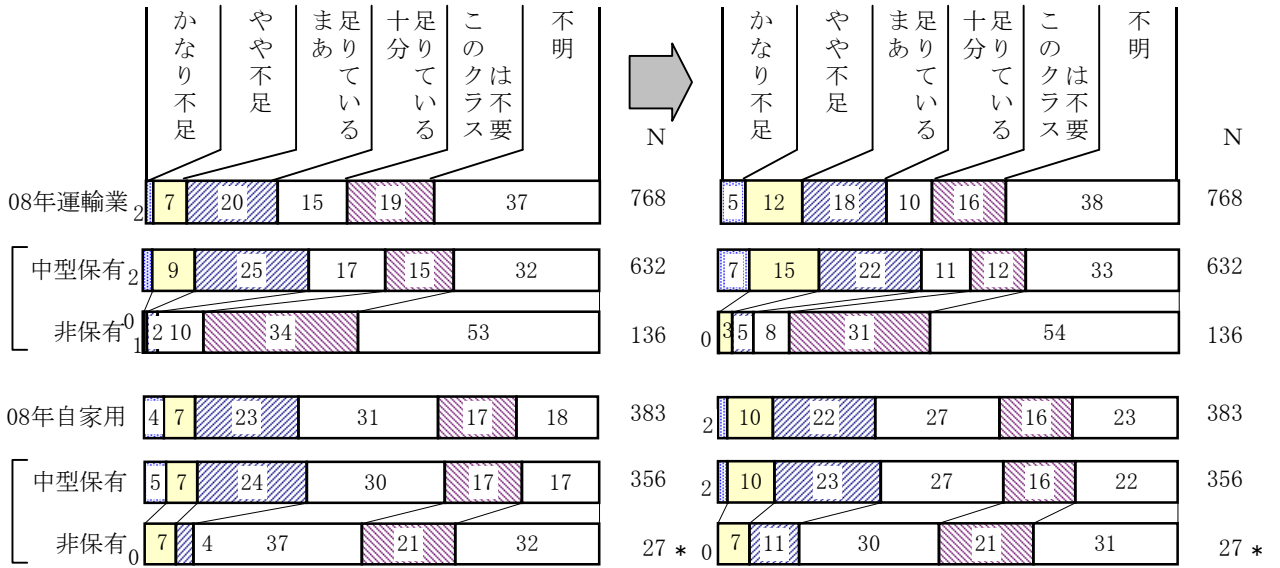 かなり不足 やや不足 まあ足りている 十分足りている このクラスは不要 不明 N かなり不足 やや不足 まあ足りている 十分足りている このクラスは不要 不明 N
08年運輸業 2 7 20 15 19 37 768 5 12 18 10 16 38 768
中型保有 2 9 25 17 15 32 632 7 15 22 11 12 33 632
非保有 0 1 2 10 34 53 136 0 3 5 8 31 54 136
08年自家用 4 7 23 31 17 18 383 2 10 22 27 16 23 383
中型保有 5 7 24 30 17 17 356 2 10 23 27 16 22 356
非保有 0 7 4 37 21 32 27 * 0 7 11 30 21 31 27 *